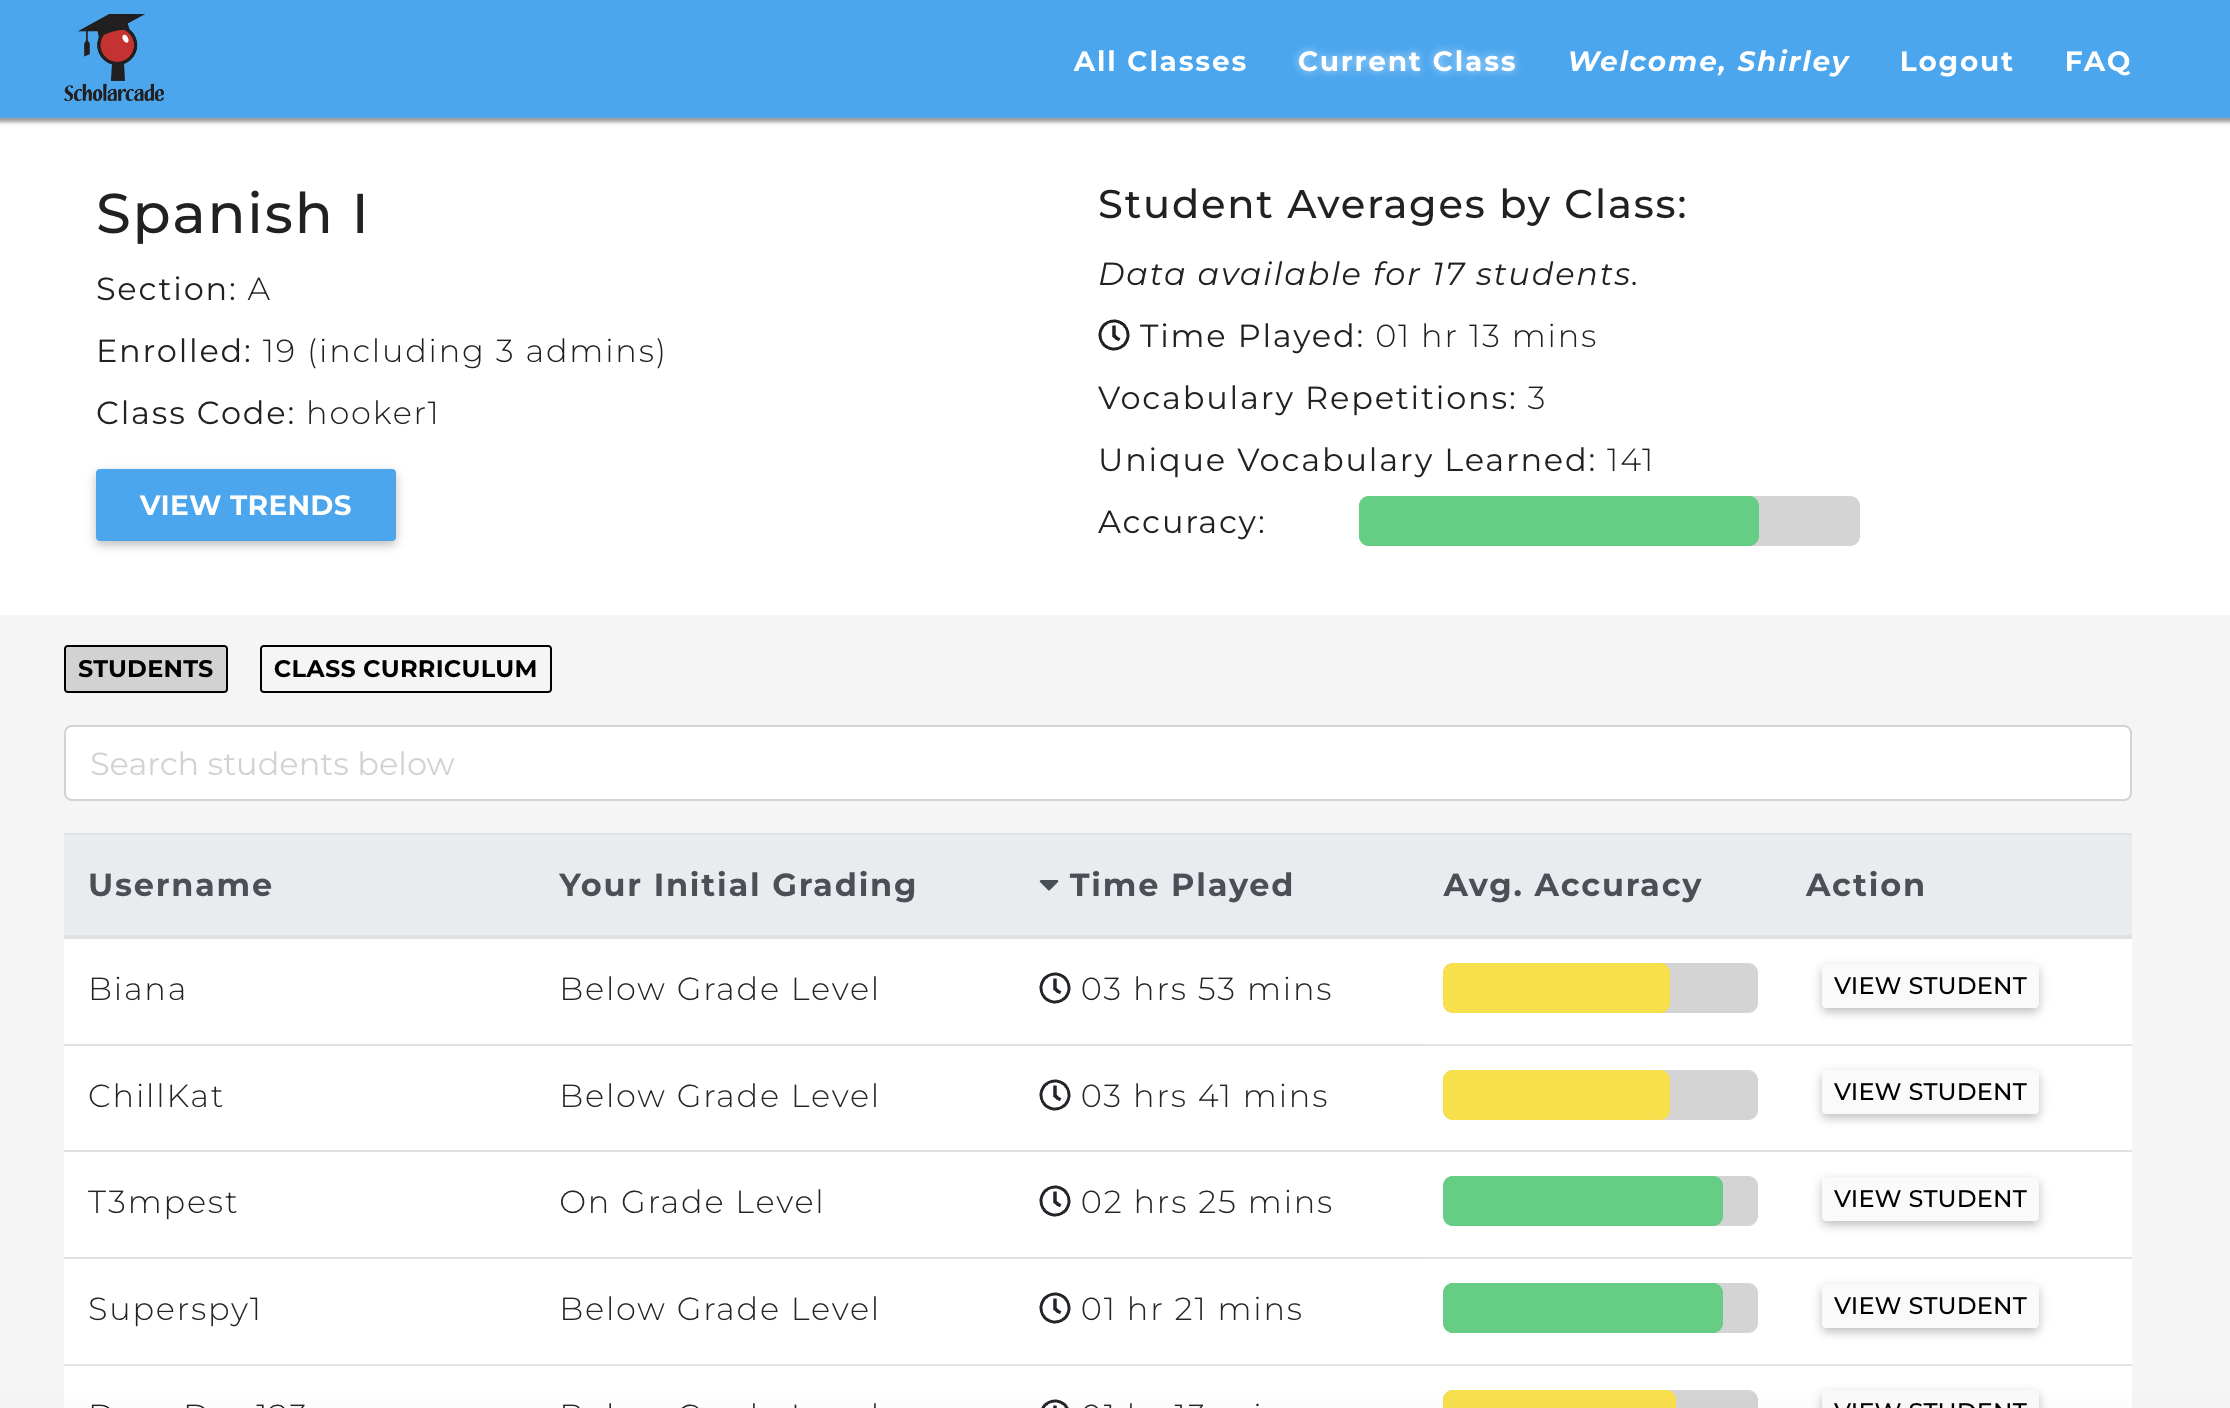 Scholarcade
All Classes Current Class Welcome, Shirley Logout FAQ
Spanish I
Section: A
Enrolled: 19 (including 3 admins)
Class Code: hooker1
VIEW TRENDS
Student Averages by Class:
Data available for 17 students.
Time Played: 01 hr 13 mins
Vocabulary Repetitions: 3
Unique Vocabulary Learned: 141
Accuracy:
STUDENTS CLASS CURRICULUM
Search students below
Username Your Initial Grading Time Played Avg. Accuracy Action
Biana Below Grade Level 03 hrs 53 mins VIEW STUDENT
ChillKat Below Grade Level 03 hrs 41 mins VIEW STUDENT
T3mpest On Grade Level 02 hrs 25 mins VIEW STUDENT
Superspy1 Below Grade Level 01 hr 21 mins VIEW STUDENT
Below Grade Level VIEW STUDENT